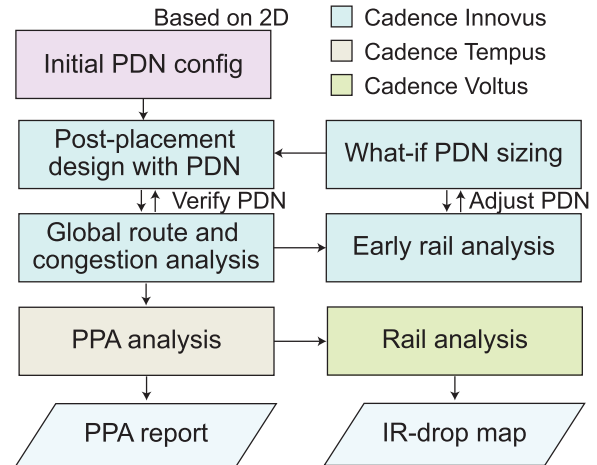 Based on 2D
Cadence Innovus
Cadence Tempus
Cadence Voltus
Initial PDN config
Post-placement
design with PDN
What-if PDN sizing
Verify PDN
Adjust PDN
Global route and
congestion analysis
Early rail analysis
PPA analysis
Rail analysis
PPA report
IR-drop map